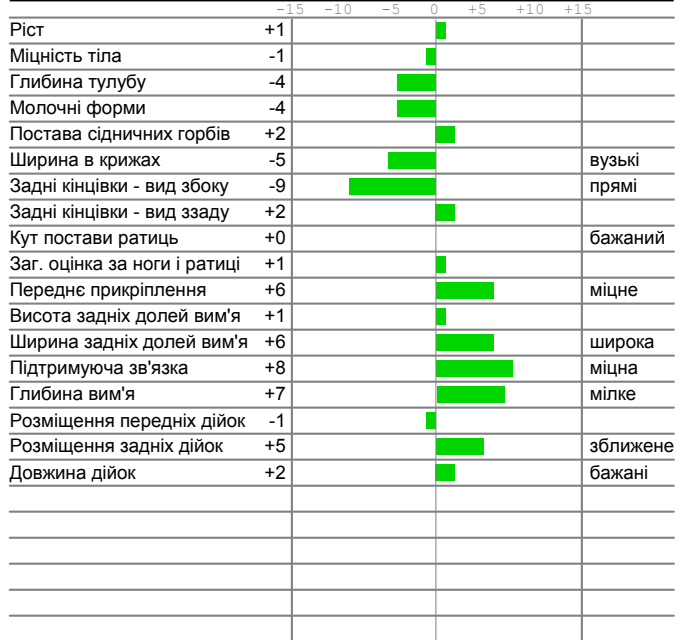 -15 -10 -5 0 +5 +10 +15
Ріст +1
Міцність тіла -1
Глибина тулубу -4
Молочні форми -4
Постава сідничних горбів +2
Ширина в крижах -5 вузькі
Задні кінцівки - вид збоку -9 прямі
Задні кінцівки - вид ззаду +2
Кут постави ратиць +0 бажаний
Заг. оцінка за ноги і ратиці +1
Переднє прикріплення +6 міцне
Висота задніх долей вим'я +1
Ширина задніх долей вим'я +6 широка
Підтримуюча зв'язка +8 міцна
Глибина вим'я +7 мілке
Розміщення передніх дійок -1
Розміщення задніх дійок +5 зближене
Довжина дійок +2 бажані